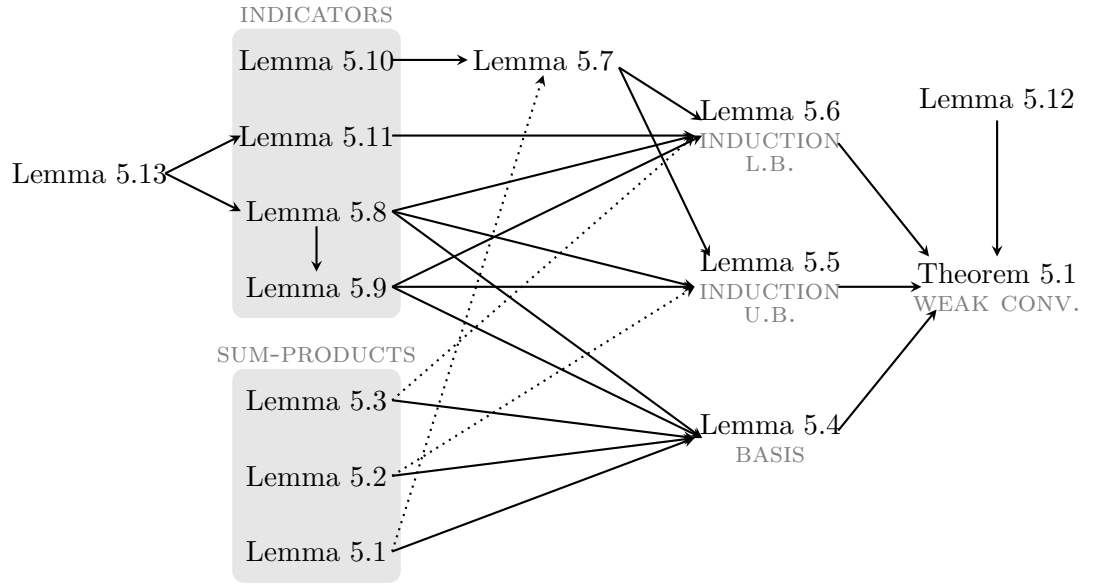 INDICATORS
Lemma 5.10
Lemma 5.7
Lemma 5.12
Lemma 5.6
INDUCTION
L.B.
Lemma 5.11
Lemma 5.13
Lemma 5.8
Lemma 5.5
INDUCTION
U.B.
Theorem 5.1
WEAK CONV.
Lemma 5.9
SUM-PRODUCTS
Lemma 5.3
Lemma 5.4
BASIS
Lemma 5.2
Lemma 5.1